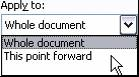 Apply to:
Whole document
Whole document
This point forward